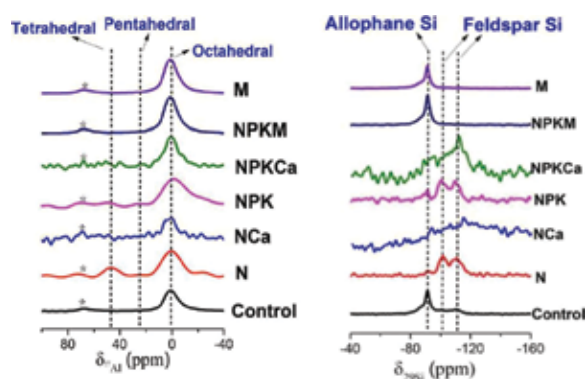 Tetrahedral
Pentahedral
Octahedral
*
M
*
NPKM
*
NPKCa
*
NPK
*
NCa
*
N
*
Control
100 80 40 0 -40
δ27Al (ppm)
Allophane Si
Feldspar Si
M
NPKM
NPKCa
NPK
NCa
N
Control
-40 -80 -120 -160
δ29Si (ppm)